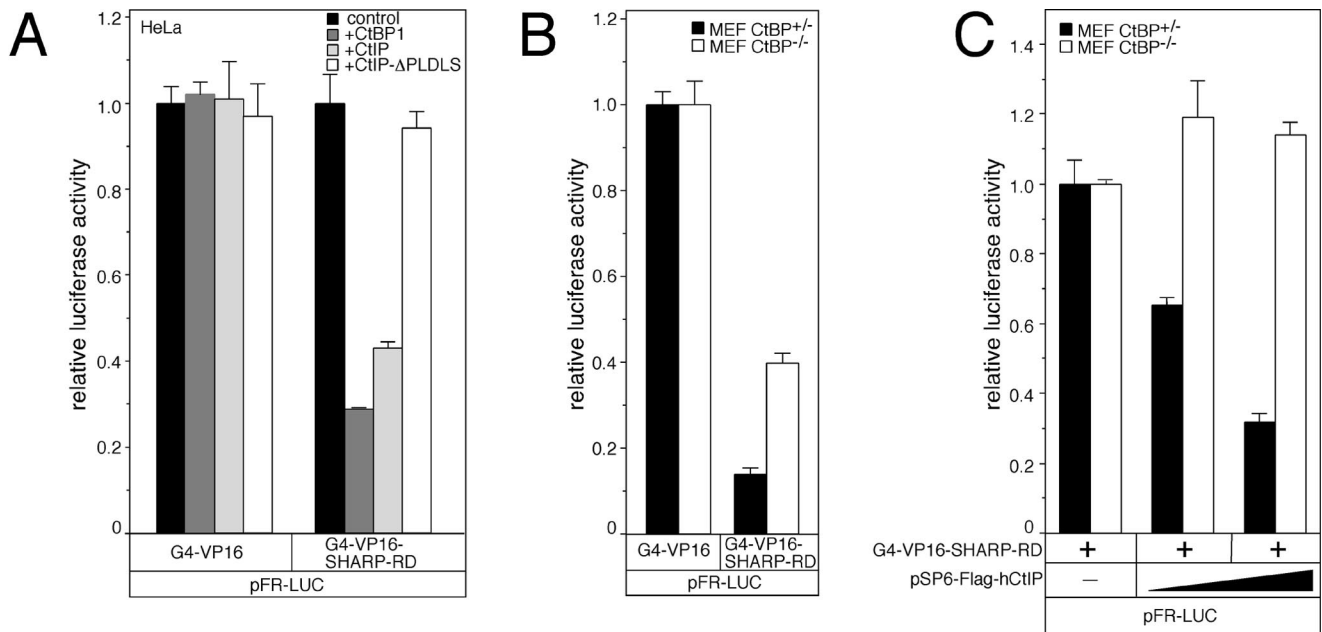 A
HeLa
control
+CtBP1
+CtIP
+CtIP-ΔPLDLS
relative luciferase activity
1.2
1.0
0.8
0.6
0.4
0.2
0
G4-VP16
G4-VP16-
SHARP-RD
pFR-LUC
B
MEF CtBP+/-
MEF CtBP-/-
relative luciferase activity
1.2
1.0
0.8
0.6
0.4
0.2
0
G4-VP16
G4-VP16-
SHARP-RD
pFR-LUC
C
MEF CtBP+/-
MEF CtBP-/-
relative luciferase activity
1.4
1.2
1.0
0.8
0.6
0.4
0.2
0
G4-VP16-SHARP-RD + + +
pSP6-Flag-hCtIP −
pFR-LUC